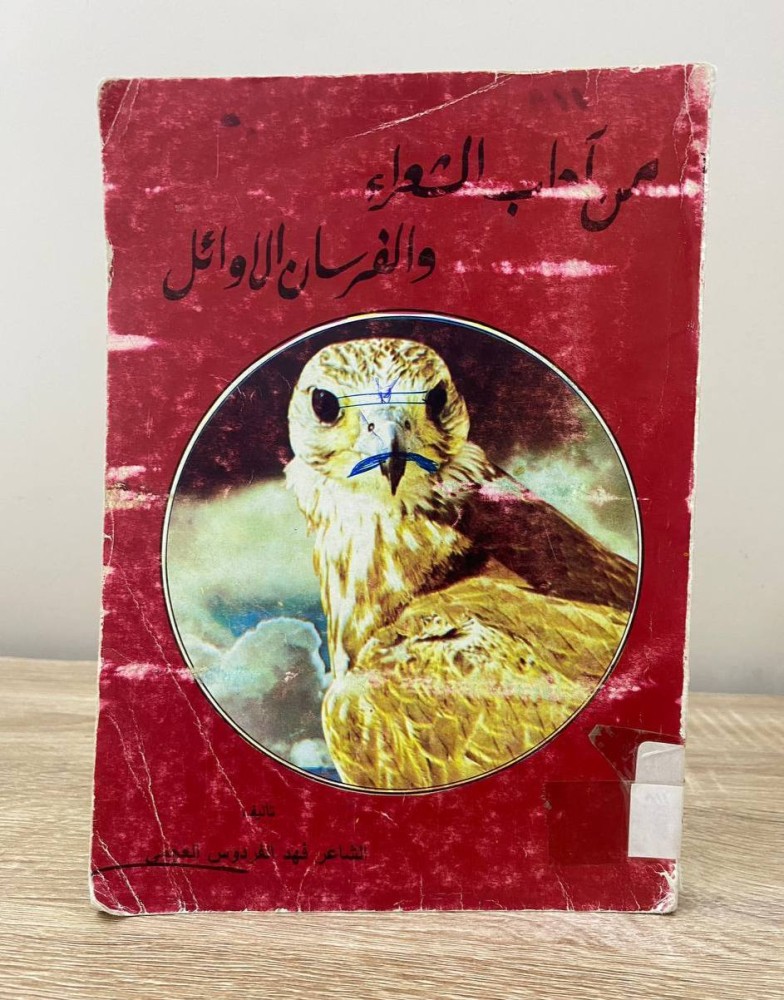 من آداب الشعراء
والفرسان الاوائل
تأليف
الشاعر فهد الفردوس العجمي